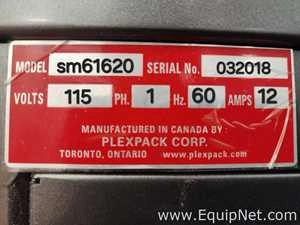 MODEL sm61620 SERIAL No. 032018
VOLTS 115 PH. 1 Hz. 60 AMPS 12
MANUFACTURED IN CANADA BY:
PLEXPACK CORP.
TORONTO, ONTARIO www.plexpack.com
www.EquipNet.com